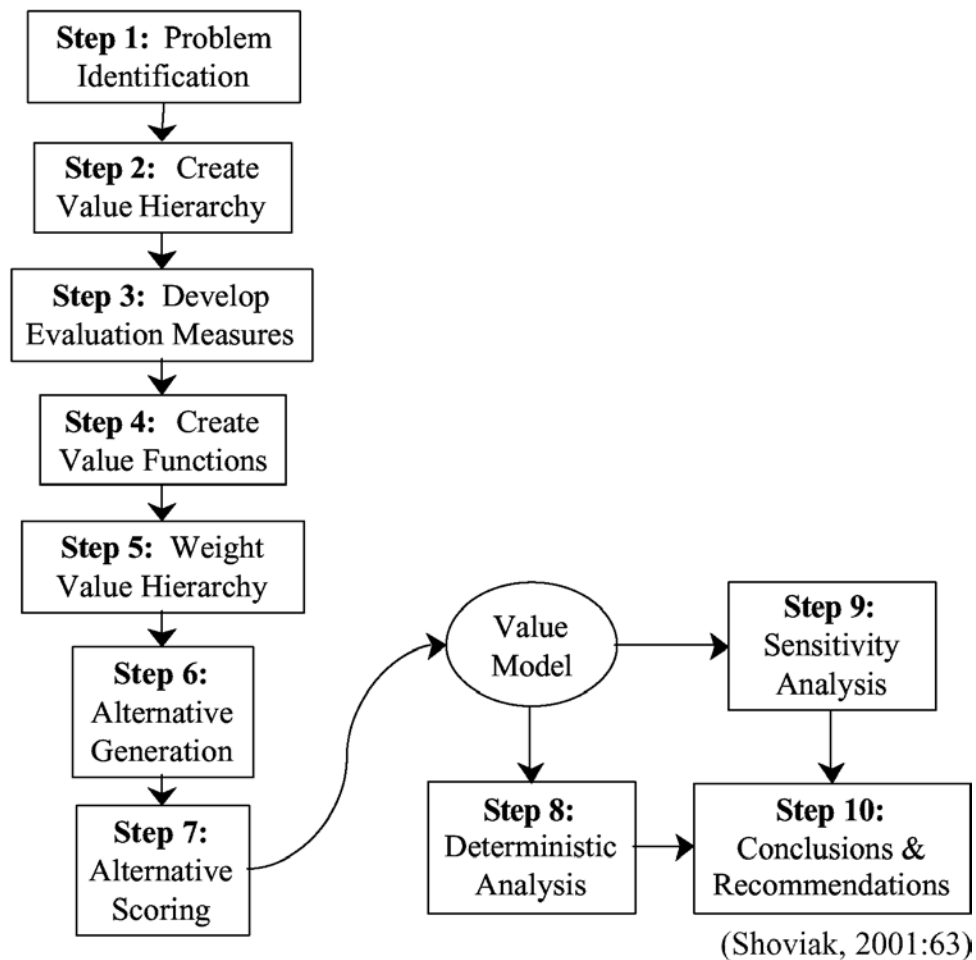 Step 1: Problem
Identification
Step 2: Create
Value Hierarchy
Step 3: Develop
Evaluation Measures
Step 4: Create
Value Functions
Step 5: Weight
Value Hierarchy
Step 6:
Alternative
Generation
Step 7:
Alternative
Scoring
Value
Model
Step 8:
Deterministic
Analysis
Step 9:
Sensitivity
Analysis
Step 10:
Conclusions &
Recommendations
(Shoviak, 2001:63)